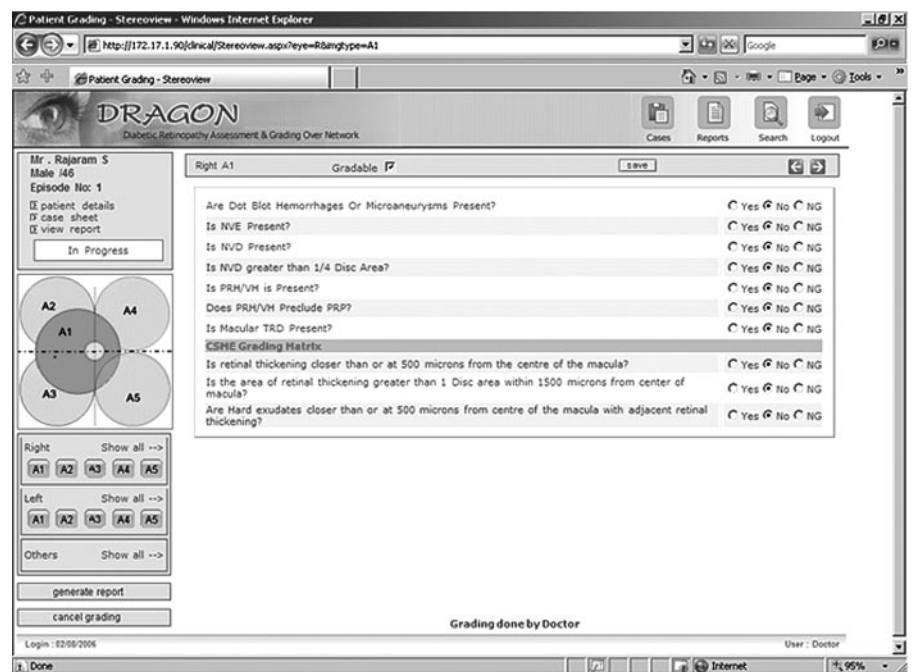 Patient Grading - Stereoview - Windows Internet Explorer
http://172.17.1.90/clinical/Stereoview.aspx?eye=R&imgtype=A1
Google
Patient Grading - Stereoview
Page Tools
DRAGON
Diabetic Retinopathy Assessment & Grading Over Network
Cases Reports Search Logout
Mr . Rajaram S
Male /46
Episode No: 1
patient details
case sheet
view report
In Progress
A2 A4
A1
A3 A5
Right Show all -->
A1 A2 A3 A4 A5
Left Show all -->
A1 A2 A3 A4 A5
Others Show all -->
generate report
cancel grading
Right A1 Gradable save
Are Dot Blot Hemorrhages Or Microaneurysms Present? Yes No NG
Is NVE Present? Yes No NG
Is NVD Present? Yes No NG
Is NVD greater than 1/4 Disc Area? Yes No NG
Is PRH/VH is Present? Yes No NG
Does PRH/VH Preclude PRP? Yes No NG
Is Macular TRD Present? Yes No NG
CSME Grading Matrix
Is retinal thickening closer than or at 500 microns from the centre of the macula? Yes No NG
Is the area of retinal thickening greater than 1 Disc area within 1500 microns from center of
macula? Yes No NG
Are Hard exudates closer than or at 500 microns from centre of the macula with adjacent retinal
thickening? Yes No NG
Grading done by Doctor
Login : 02/08/2006 User : Doctor
Done Internet 95%